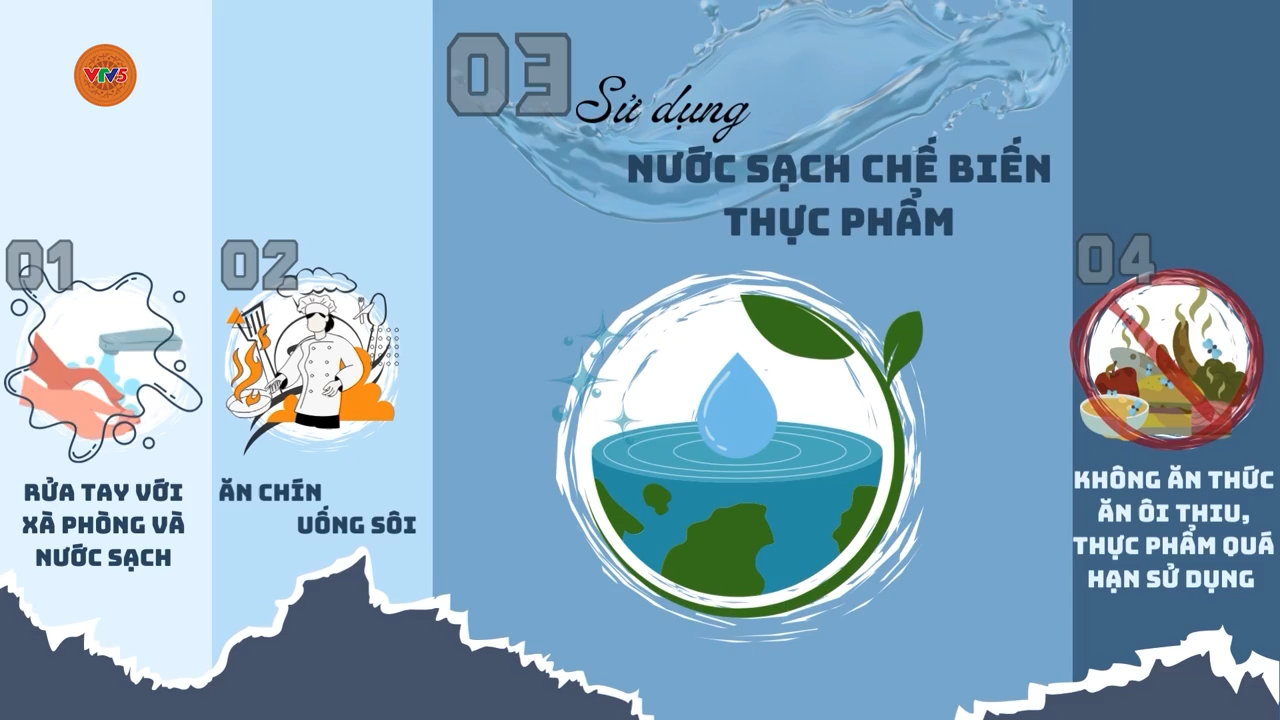 VTV5
01
RỬA TAY VỚI
XÀ PHÒNG VÀ
NƯỚC SẠCH
02
ĂN CHÍN
UỐNG SÔI
03
Sử dụng
NƯỚC SẠCH CHẾ BIẾN
THỰC PHẨM
04
KHÔNG ĂN THỨC
ĂN ÔI THIU,
THỰC PHẨM QUÁ
HẠN SỬ DỤNG